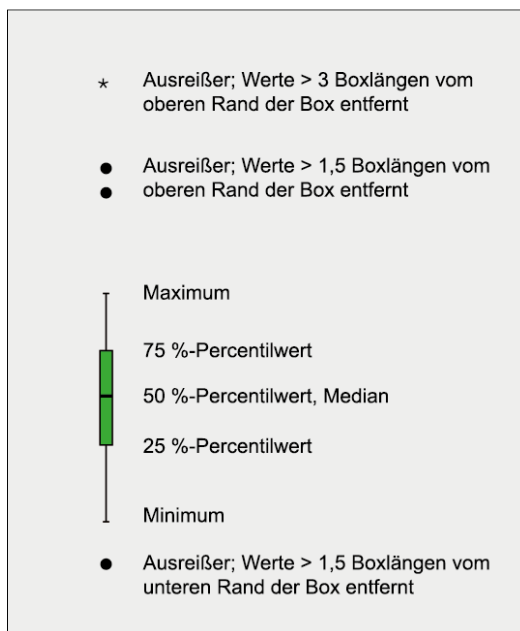 * Ausreißer; Werte > 3 Boxlängen vom
oberen Rand der Box entfernt
Ausreißer; Werte > 1,5 Boxlängen vom
oberen Rand der Box entfernt
Maximum
75 %-Percentilwert
50 %-Percentilwert, Median
25 %-Percentilwert
Minimum
Ausreißer; Werte > 1,5 Boxlängen vom
unteren Rand der Box entfernt